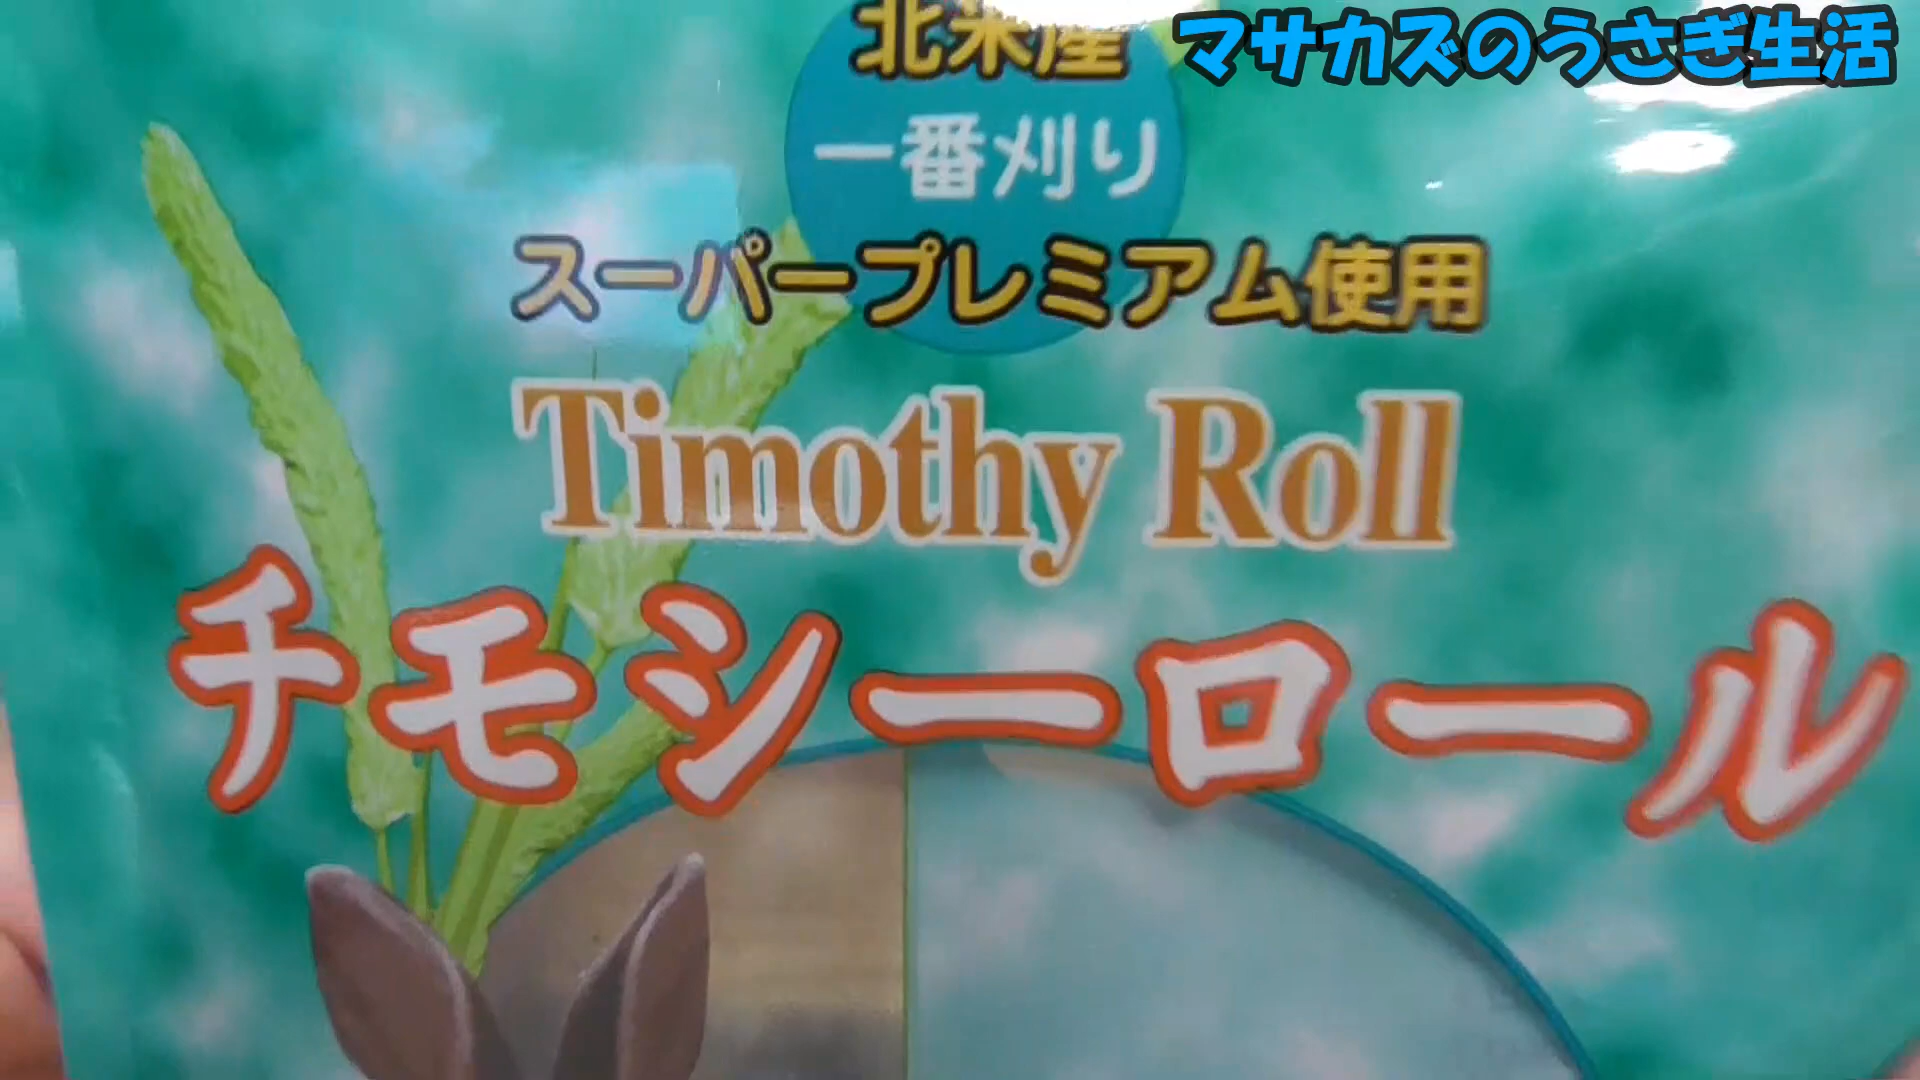 マサカズのうさぎ生活
北米産
一番刈り
スーパープレミアム使用
Timothy Roll
チモシーロール